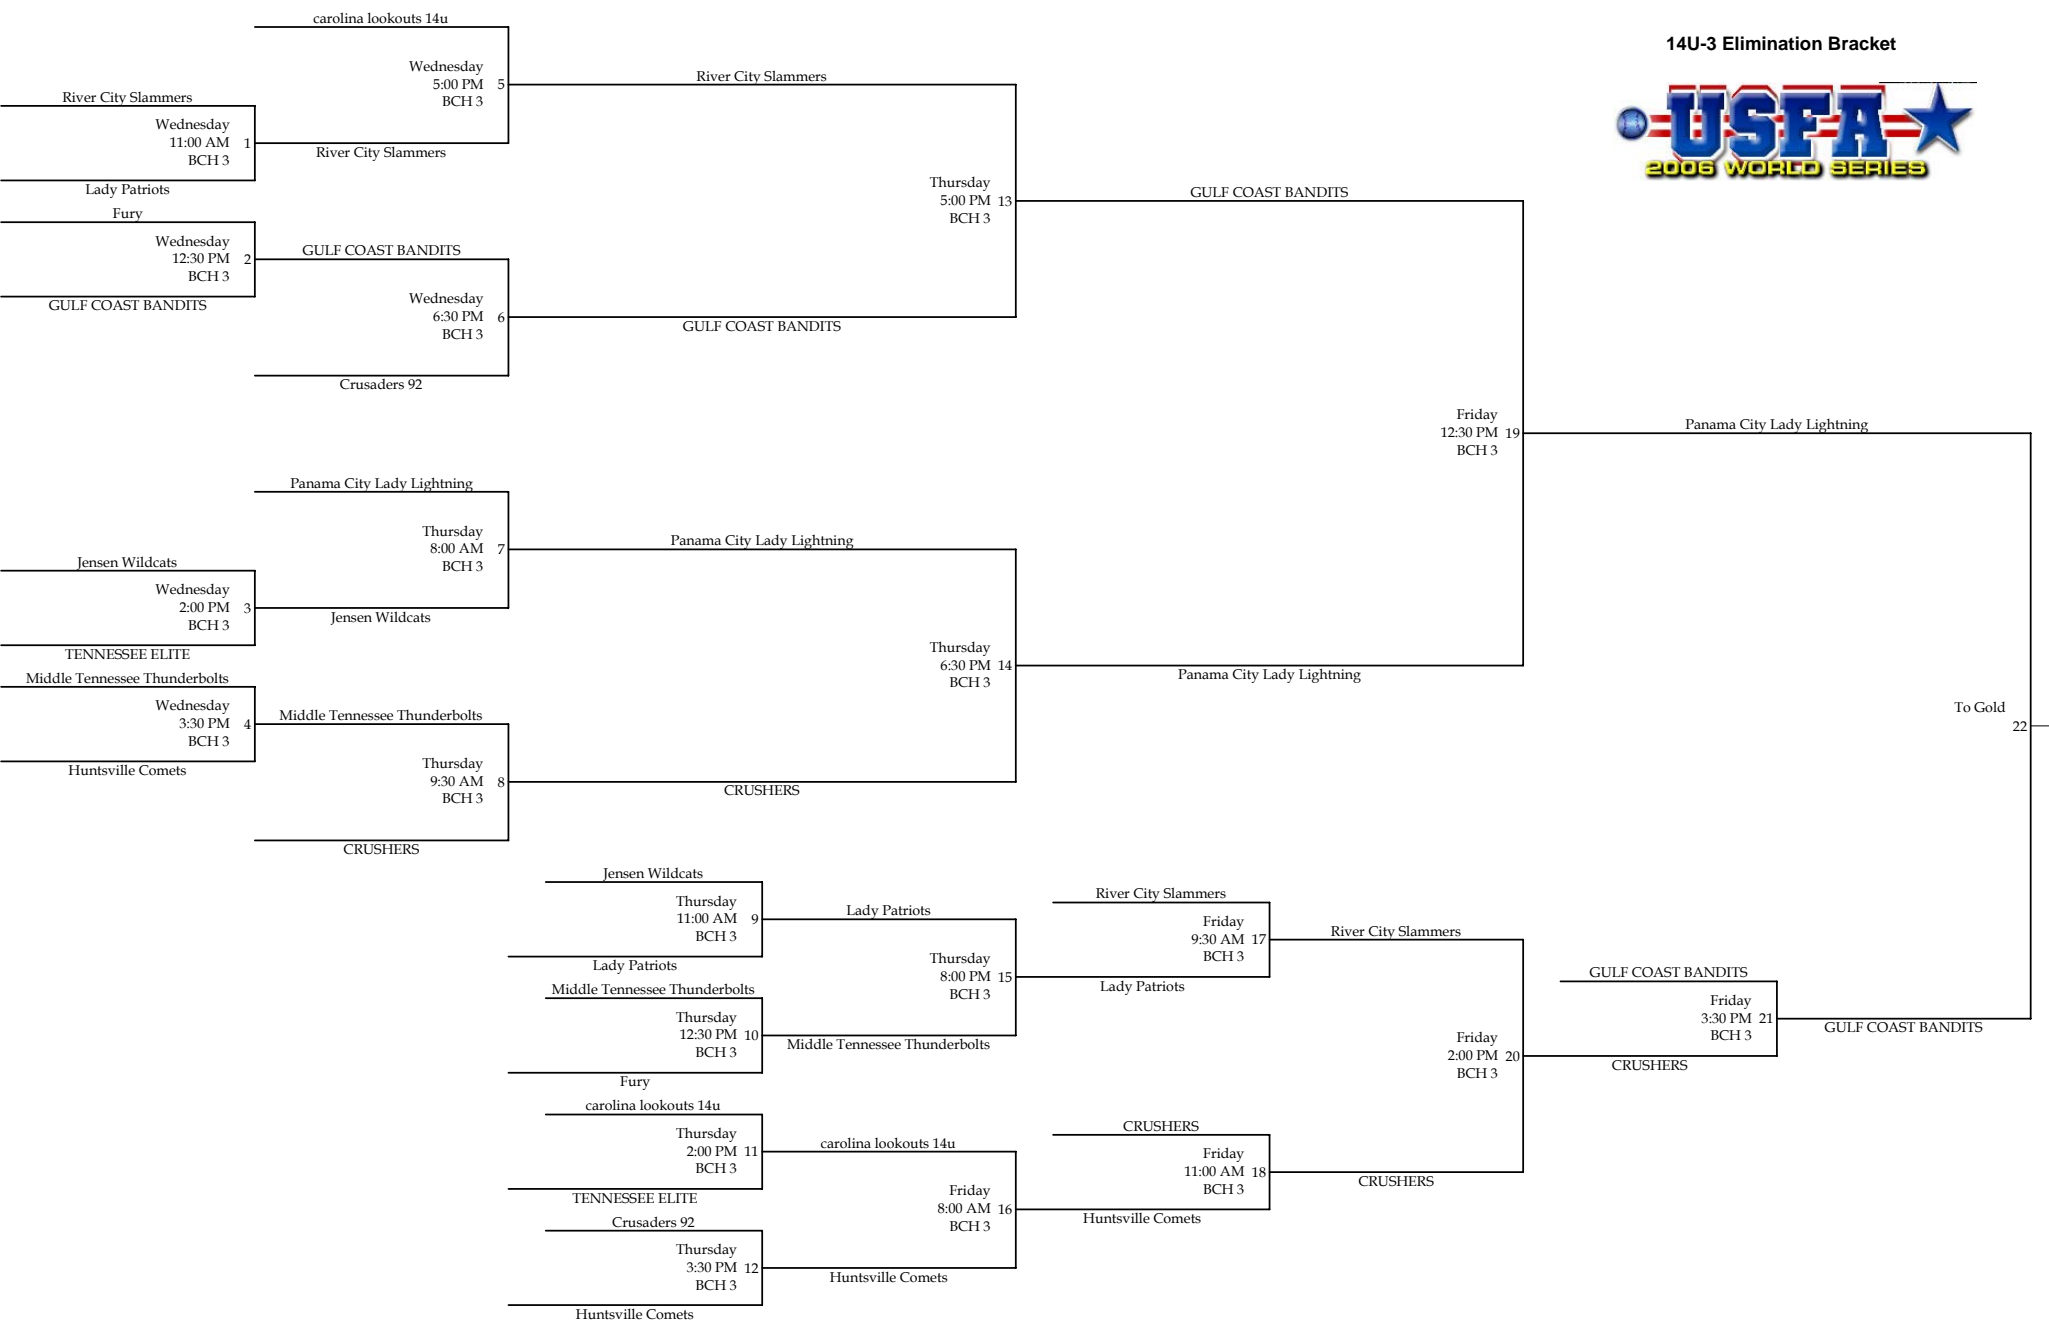 carolina lookouts 14u
14U-3 Elimination Bracket
USFA
2006 WORLD SERIES
Wednesday
5:00 PM 5
BCH 3
River City Slammers
River City Slammers
Wednesday
11:00 AM 1
BCH 3
River City Slammers
Lady Patriots
Thursday
5:00 PM 13
BCH 3
GULF COAST BANDITS
Fury
Wednesday
12:30 PM 2
BCH 3
GULF COAST BANDITS
GULF COAST BANDITS
Wednesday
6:30 PM 6
BCH 3
GULF COAST BANDITS
Crusaders 92
Friday
12:30 PM 19
BCH 3
Panama City Lady Lightning
Panama City Lady Lightning
Thursday
8:00 AM 7
BCH 3
Panama City Lady Lightning
Jensen Wildcats
Wednesday
2:00 PM 3
BCH 3
Jensen Wildcats
TENNESSEE ELITE
Thursday
6:30 PM 14
BCH 3
Panama City Lady Lightning
Middle Tennessee Thunderbolts
Wednesday
3:30 PM 4
BCH 3
Middle Tennessee Thunderbolts
Huntsville Comets
To Gold
22
Thursday
9:30 AM 8
BCH 3
CRUSHERS
CRUSHERS
Jensen Wildcats
Thursday
11:00 AM 9
BCH 3
Lady Patriots
Lady Patriots
River City Slammers
Friday
9:30 AM 17
BCH 3
River City Slammers
Thursday
8:00 PM 15
BCH 3
Lady Patriots
GULF COAST BANDITS
Middle Tennessee Thunderbolts
Thursday
12:30 PM 10
BCH 3
Middle Tennessee Thunderbolts
Fury
Friday
3:30 PM 21
BCH 3
GULF COAST BANDITS
Friday
2:00 PM 20
BCH 3
CRUSHERS
carolina lookouts 14u
Thursday
2:00 PM 11
BCH 3
carolina lookouts 14u
TENNESSEE ELITE
CRUSHERS
Friday
11:00 AM 18
BCH 3
CRUSHERS
Friday
8:00 AM 16
BCH 3
Huntsville Comets
Crusaders 92
Thursday
3:30 PM 12
BCH 3
Huntsville Comets
Huntsville Comets